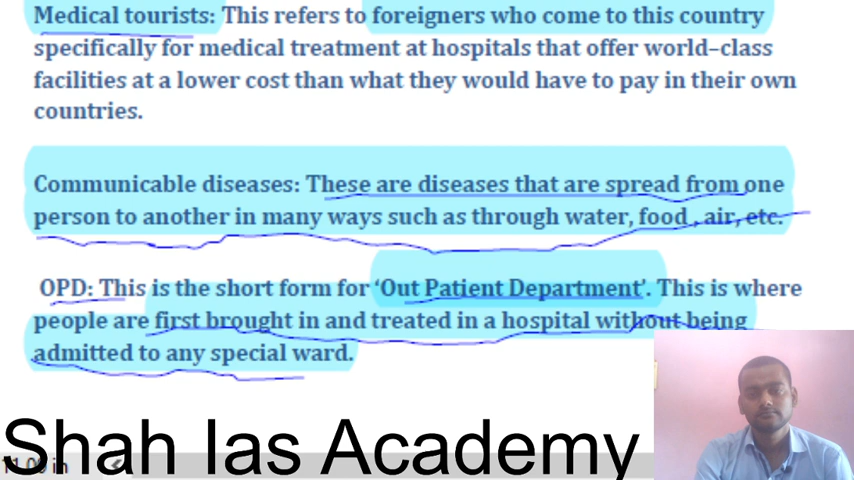 Medical tourists: This refers to foreigners who come to this country
specifically for medical treatment at hospitals that offer world–class
facilities at a lower cost than what they would have to pay in their own
countries.
Communicable diseases: These are diseases that are spread from one
person to another in many ways such as through water, food , air, etc.
OPD: This is the short form for ‘Out Patient Department’. This is where
people are first brought in and treated in a hospital without being
admitted to any special ward.
Shah Ias Academy